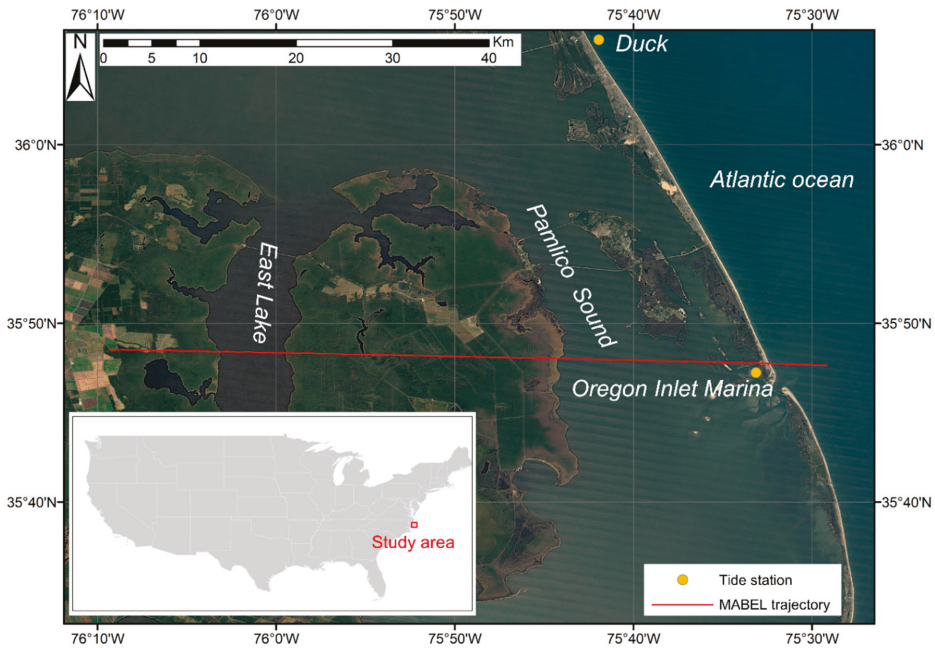 76°10'W 76°0'W 75°50'W 75°40'W 75°30'W
N
Km
0 5 10 20 30 40
Duck
36°0'N 36°0'N
Atlantic ocean
Pamlico Sound
East Lake
35°50'N 35°50'N
Oregon Inlet Marina
35°40'N 35°40'N
Study area
Tide station
MABEL trajectory
76°10'W 76°0'W 75°50'W 75°40'W 75°30'W